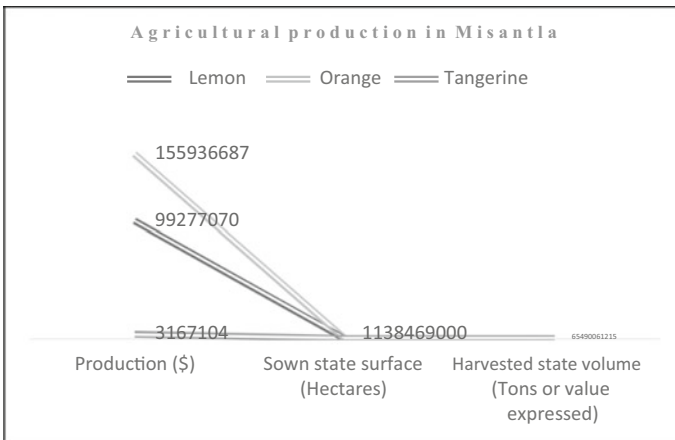 Agricultural production in Misantla
Lemon Orange Tangerine
155936687
99277070
3167104 1138469000 65490061215
Production ($) Sown state surface Harvested state volume
(Hectares) (Tons or value
expressed)